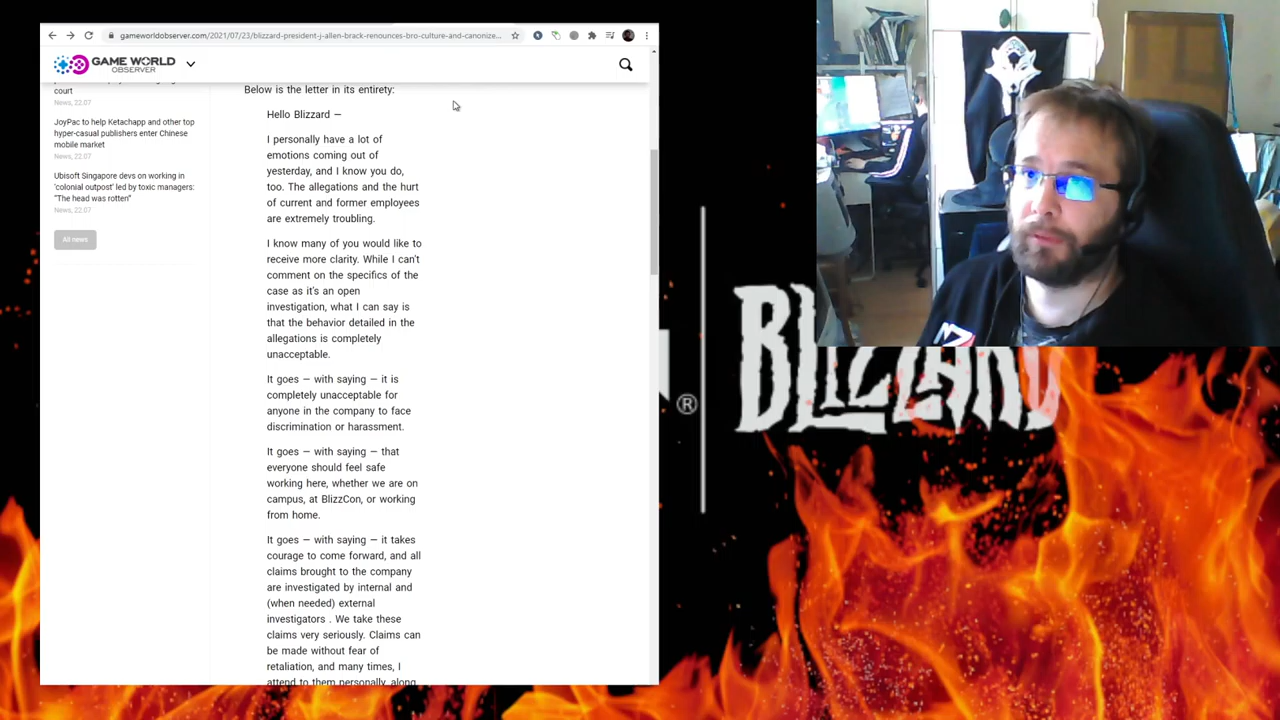 gameworldobserver.com/2021/07/23/blizzard-president-j-allen-brack-renounces-bro-culture-and-canonize...
GAME WORLD
OBSERVER
court
News, 22.07
JoyPac to help Ketachapp and other top
hyper-casual publishers enter Chinese
mobile market
News, 22.07
Ubisoft Singapore devs on working in
'colonial outpost' led by toxic managers:
"The head was rotten"
News, 22.07
All news
Below is the letter in its entirety:
Hello Blizzard —
I personally have a lot of
emotions coming out of
yesterday, and I know you do,
too. The allegations and the hurt
of current and former employees
are extremely troubling.
I know many of you would like to
receive more clarity. While I can't
comment on the specifics of the
case as it's an open
investigation, what I can say is
that the behavior detailed in the
allegations is completely
unacceptable.
It goes — with saying — it is
completely unacceptable for
anyone in the company to face
discrimination or harassment.
It goes — with saying — that
everyone should feel safe
working here, whether we are on
campus, at BlizzCon, or working
from home.
It goes — with saying — it takes
courage to come forward, and all
claims brought to the company
are investigated by internal and
(when needed) external
investigators . We take these
claims very seriously. Claims can
be made without fear of
retaliation, and many times, I
attend to them personally, along
®
BLIZZARD